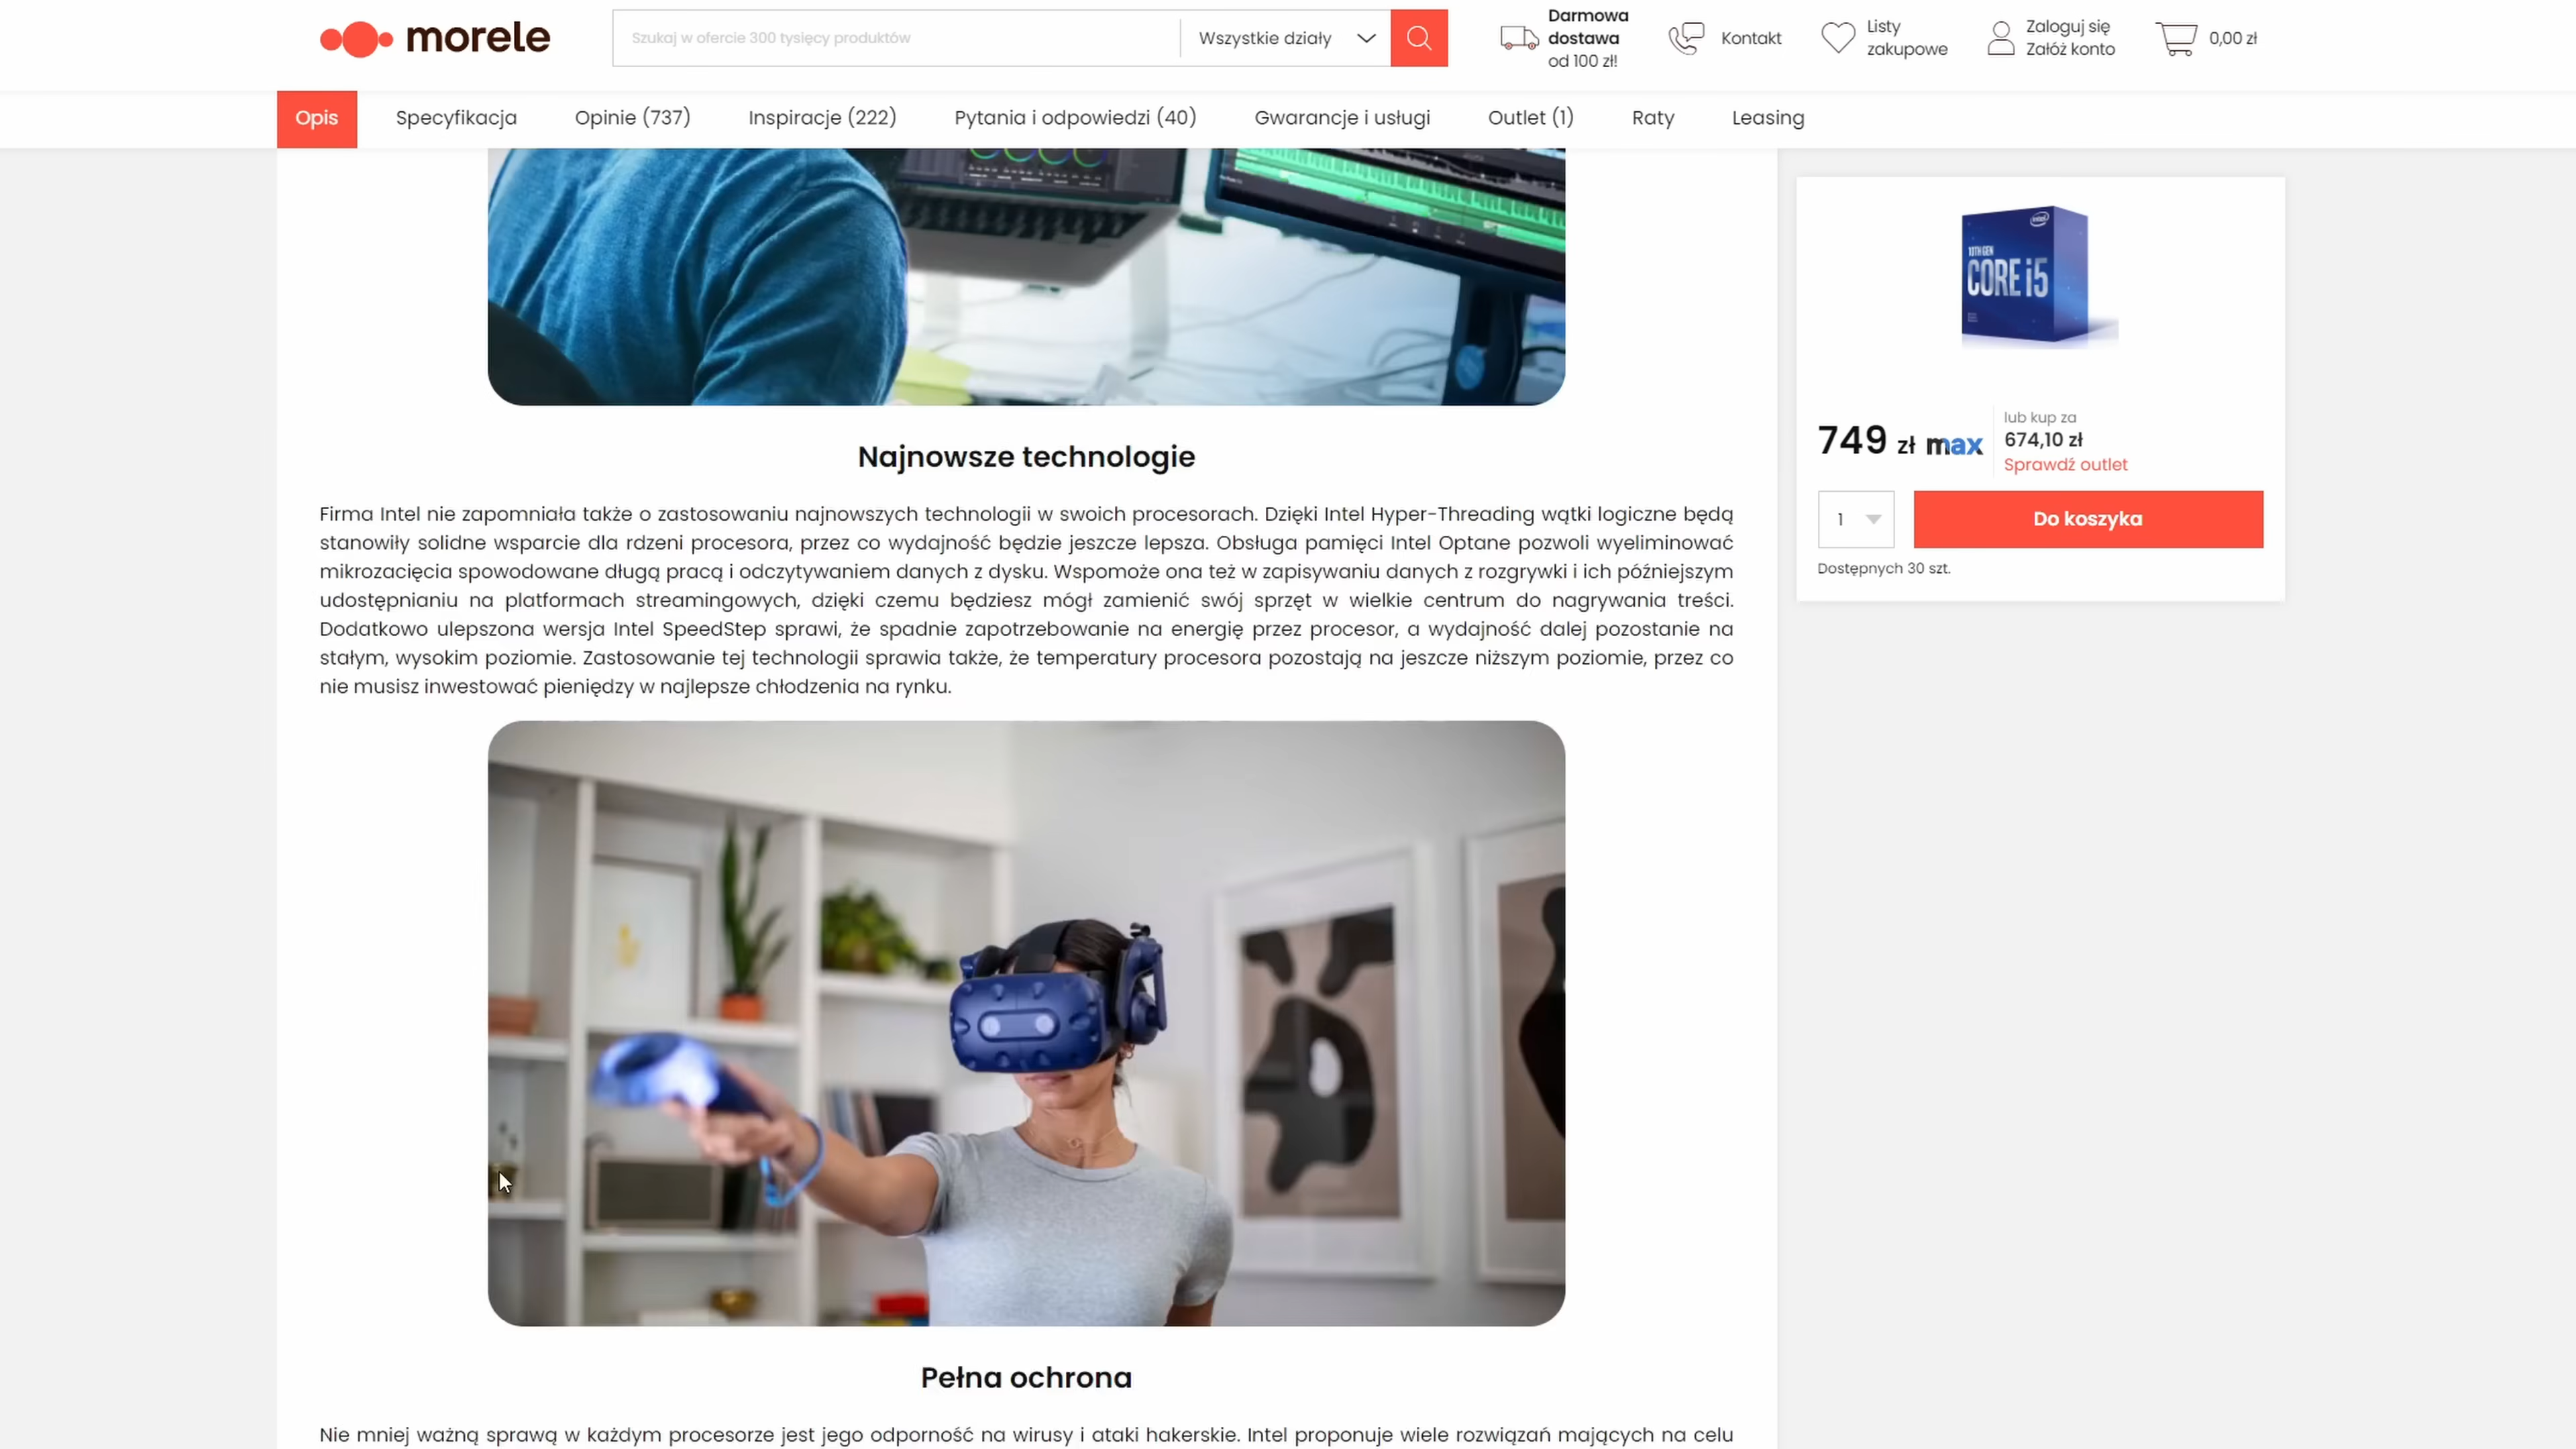 morele
Szukaj w ofercie 300 tysięcy produktów
Wszystkie działy
Darmowa
dostawa
od 100 zł!
Kontakt
Listy
zakupowe
Zaloguj się
Załóż konto
0,00 zł
Opis
Specyfikacja
Opinie (737)
Inspiracje (222)
Pytania i odpowiedzi (40)
Gwarancje i usługi
Outlet (1)
Raty
Leasing
intel
10TH GEN
CORE i5
749 zł max
lub kup za
674,10 zł
Sprawdź outlet
1
Do koszyka
Dostępnych 30 szt.
Najnowsze technologie
Firma Intel nie zapomniała także o zastosowaniu najnowszych technologii w swoich procesorach. Dzięki Intel Hyper-Threading wątki logiczne będą
stanowiły solidne wsparcie dla rdzeni procesora, przez co wydajność będzie jeszcze lepsza. Obsługa pamięci Intel Optane pozwoli wyeliminować
mikrozacięcia spowodowane długą pracą i odczytywaniem danych z dysku. Wspomoże ona też w zapisywaniu danych z rozgrywki i ich późniejszym
udostępnianiu na platformach streamingowych, dzięki czemu będziesz mógł zamienić swój sprzęt w wielkie centrum do nagrywania treści.
Dodatkowo ulepszona wersja Intel SpeedStep sprawi, że spadnie zapotrzebowanie na energię przez procesor, a wydajność dalej pozostanie na
stałym, wysokim poziomie. Zastosowanie tej technologii sprawia także, że temperatury procesora pozostają na jeszcze niższym poziomie, przez co
nie musisz inwestować pieniędzy w najlepsze chłodzenia na rynku.
Pełna ochrona
Nie mniej ważną sprawą w każdym procesorze jest jego odporność na wirusy i ataki hakerskie. Intel proponuje wiele rozwiązań mających na celu